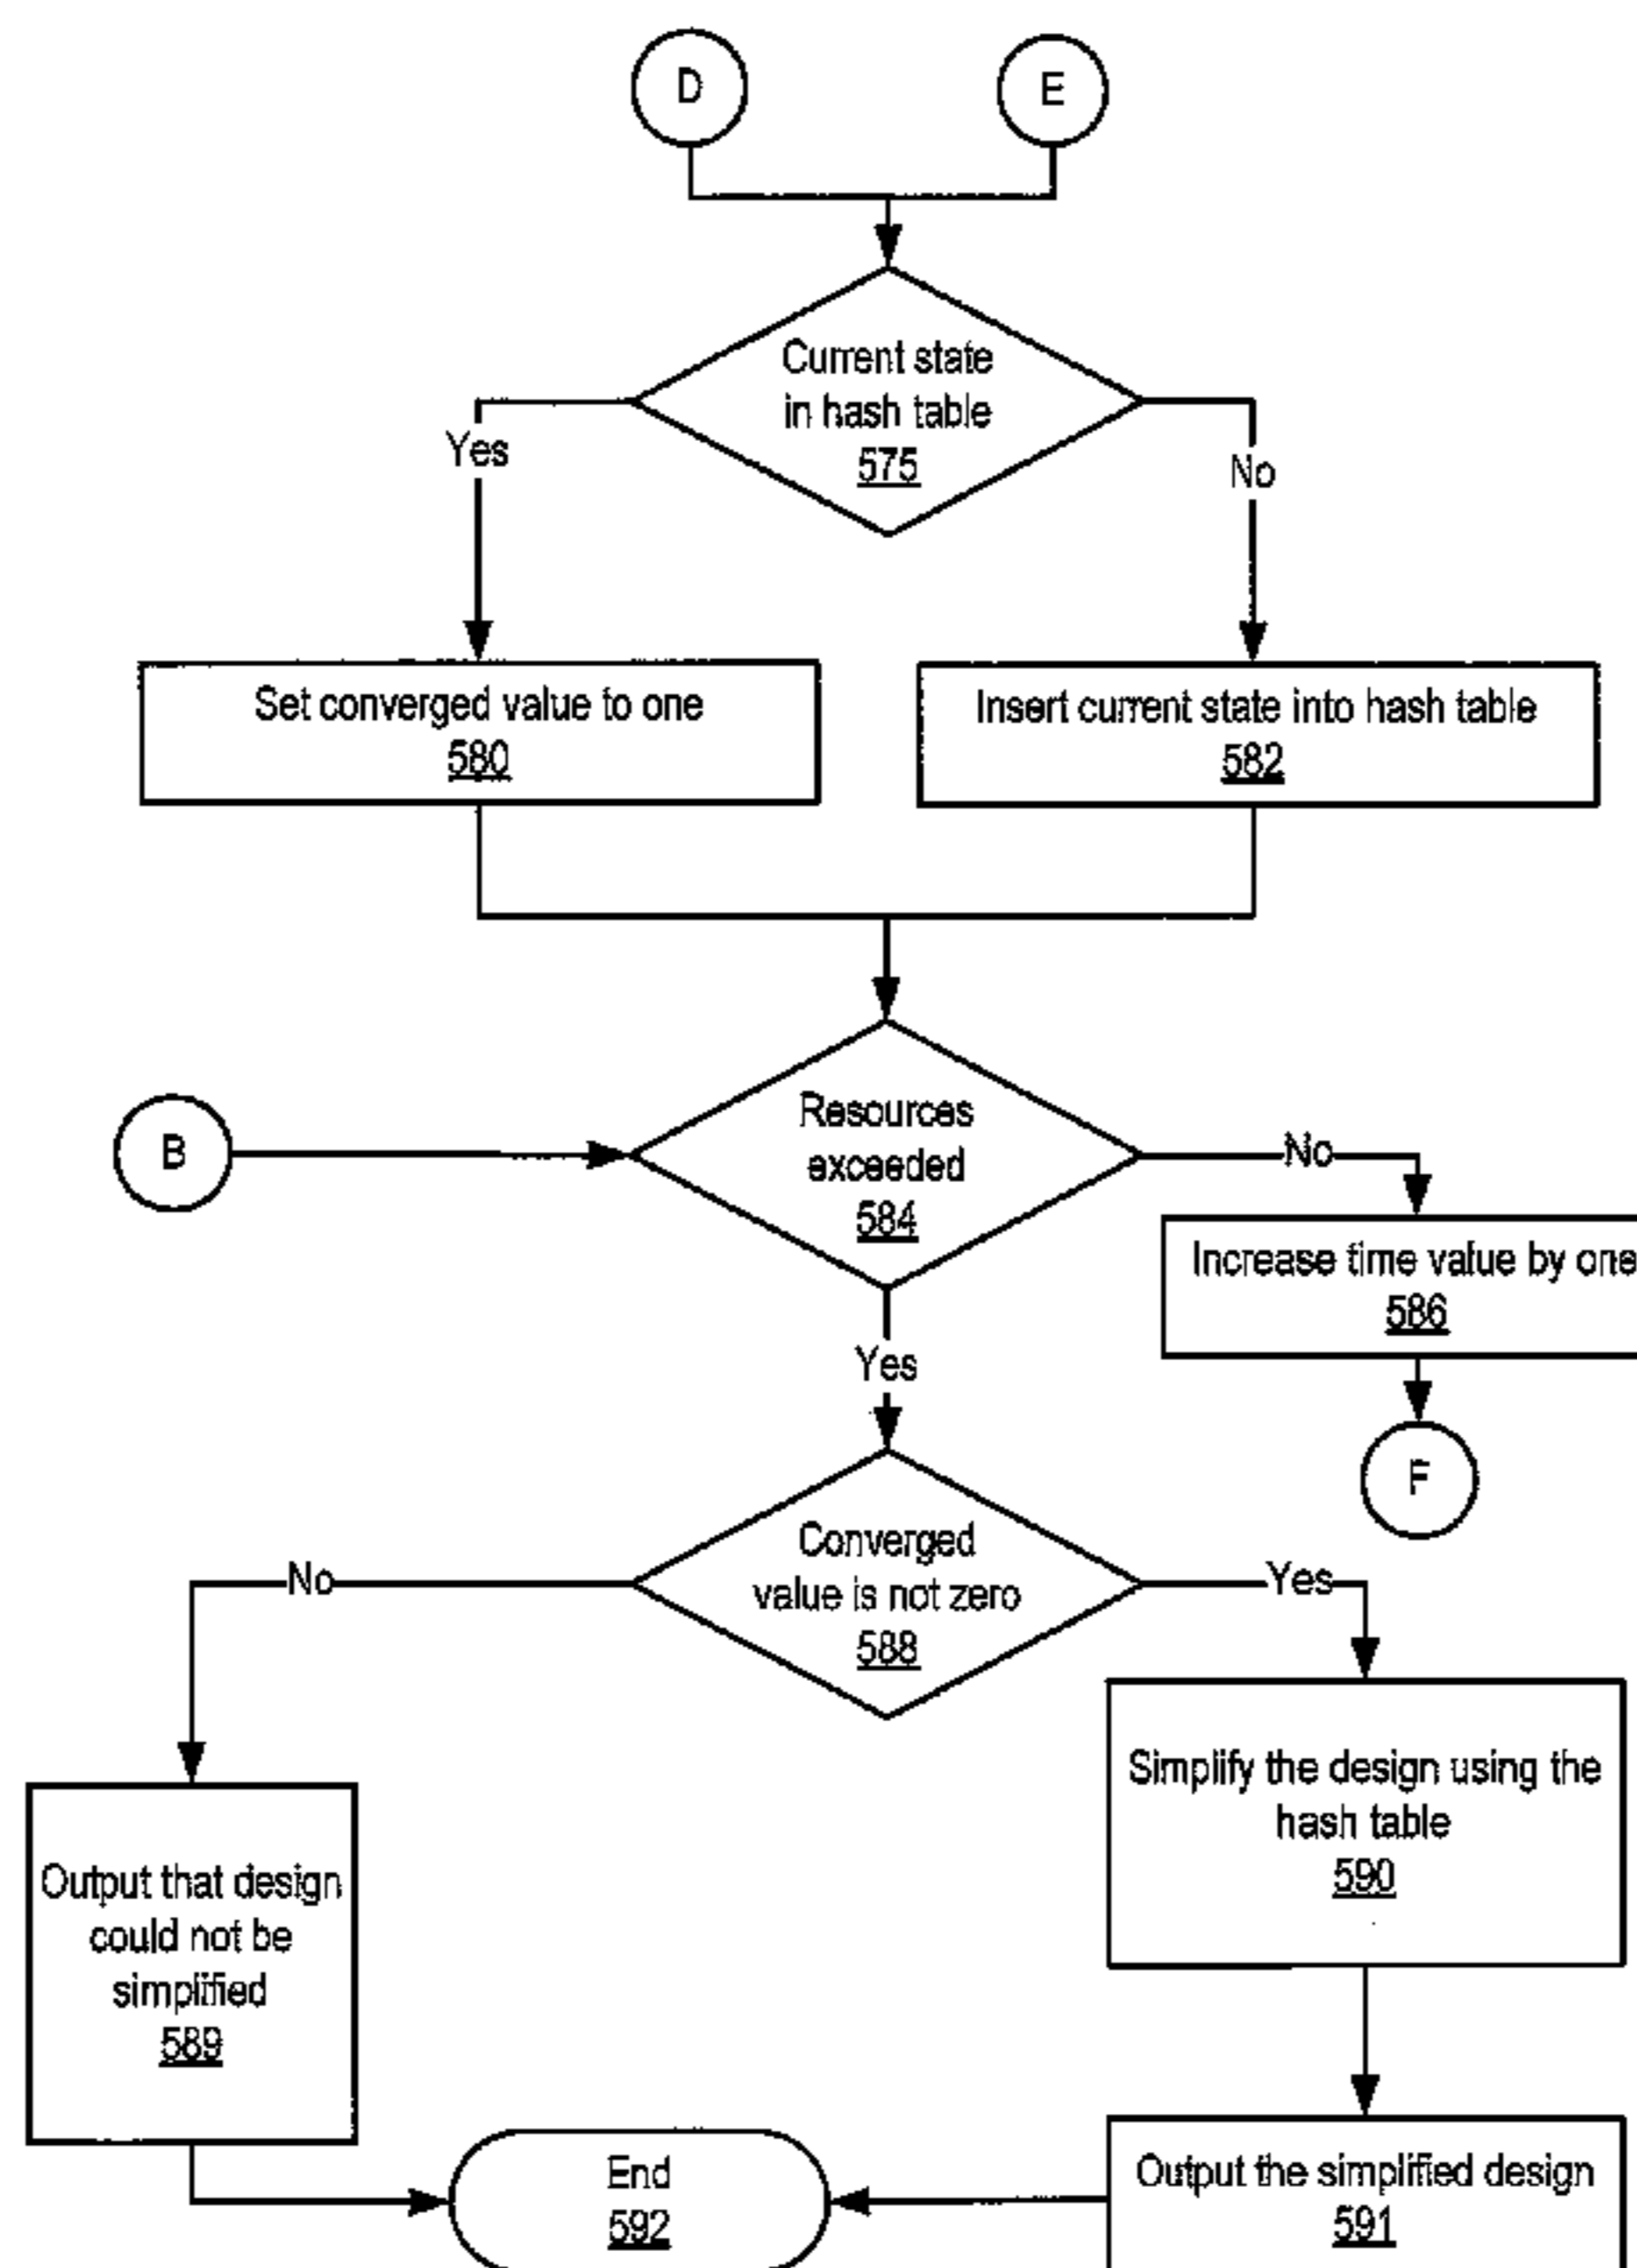 D
E
Current state
in hash table
575
Yes
No
Set converged value to one
580
Insert current state into hash table
582
B
Resources
exceeded
584
No
Increase time value by one
586
Yes
F
Converged
value is not zero
588
No
Yes
Simplify the design using the
hash table
590
Output that design
could not be
simplified
589
End
592
Output the simplified design
591